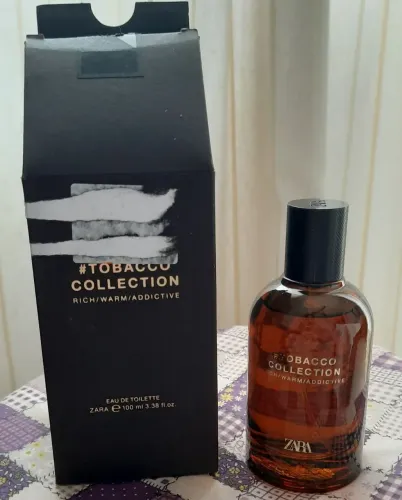 #TOBACCO
COLLECTION
RICH/WARM/ADDICTIVE
EAU DE TOILETTE
ZARA ℮ 100 ml 3.38 fl.oz.
#TOBACCO
COLLECTION
RICH/WARM/ADDICTIVE
ZARA